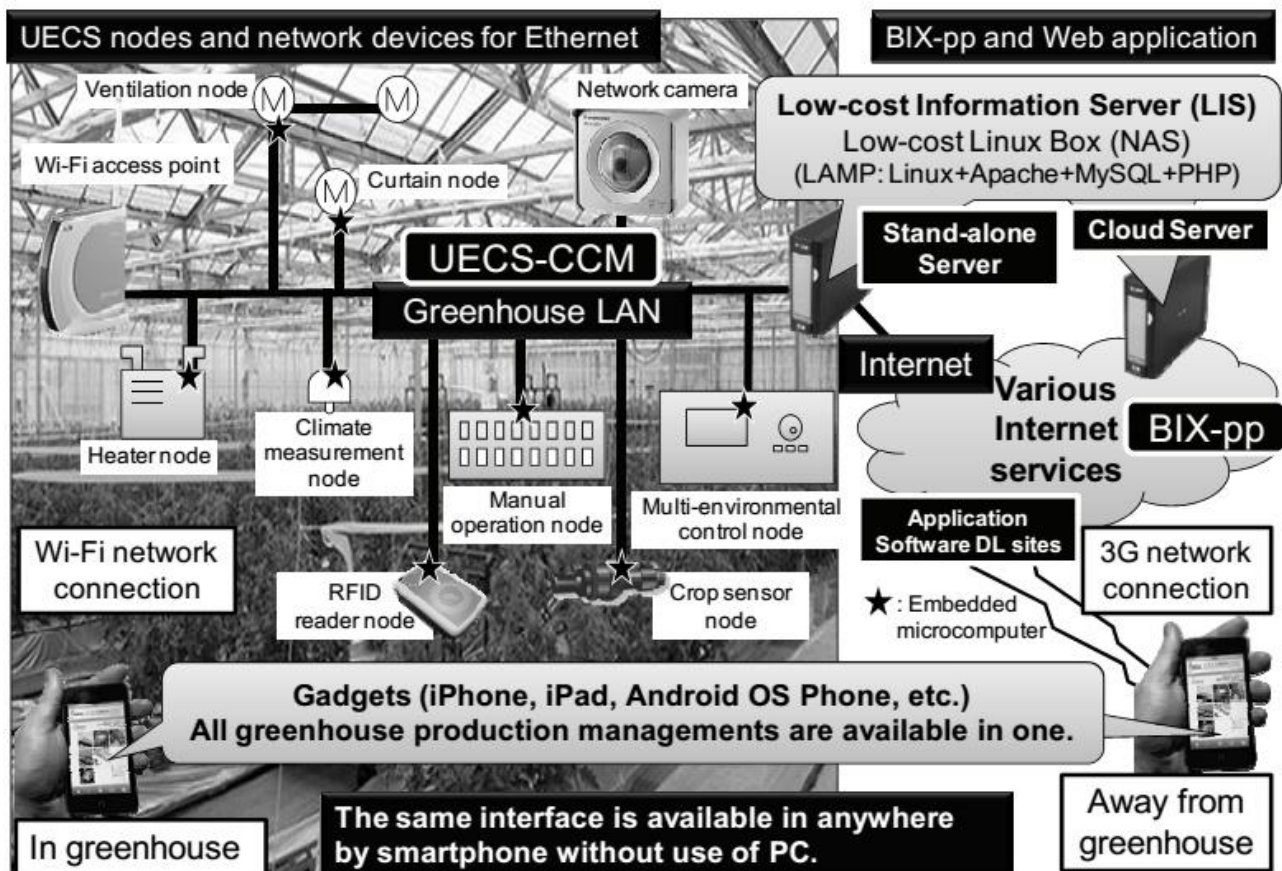 UECS nodes and network devices for Ethernet
BIX-pp and Web application
Ventilation node
M
M
Network camera
Low-cost Information Server (LIS)
Low-cost Linux Box (NAS)
(LAMP: Linux+Apache+MySQL+PHP)
Wi-Fi access point
M
Curtain node
Stand-alone
Server
Cloud Server
UECS-CCM
Greenhouse LAN
Internet
Various
Internet
services
BIX-pp
Heater node
Climate
measurement
node
Manual
operation node
Multi-environmental
control node
Application
Software DL sites
Wi-Fi network
connection
3G network
connection
RFID
reader node
Crop sensor
node
★: Embedded
microcomputer
Gadgets (iPhone, iPad, Android OS Phone, etc.)
All greenhouse production managements are available in one.
In greenhouse
The same interface is available in anywhere
by smartphone without use of PC.
Away from
greenhouse